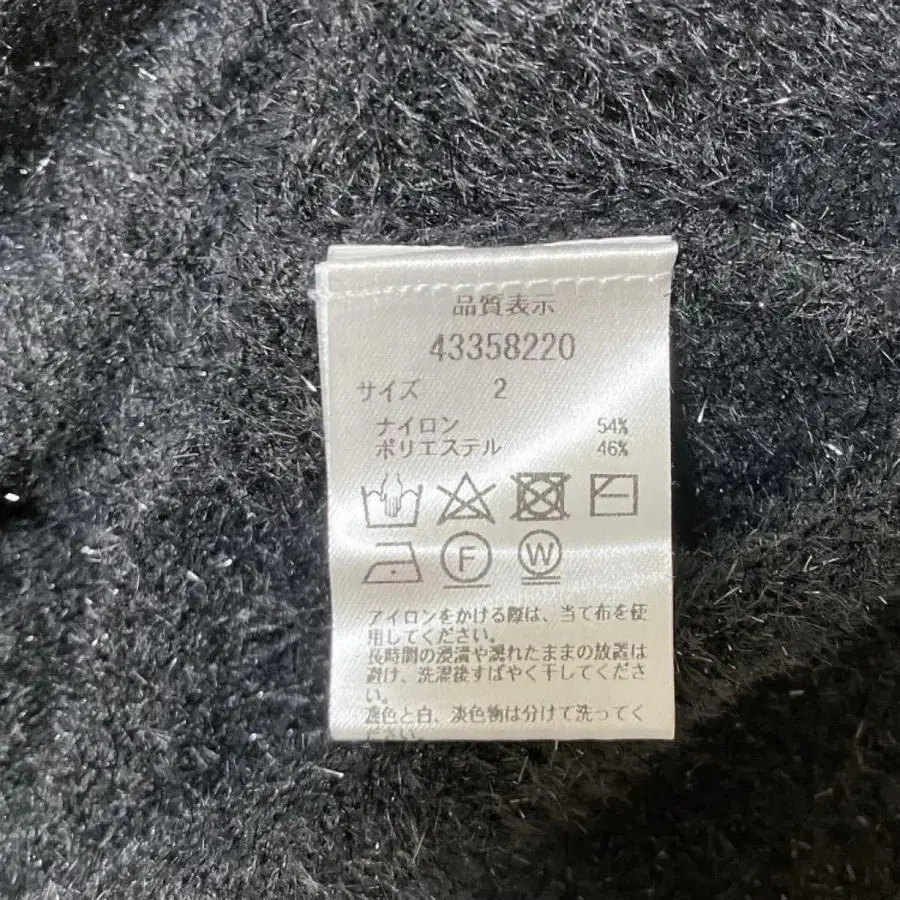 品質表示
43358220
サイズ 2
ナイロン 54%
ポリエステル 46%
F W
アイロンをかける際は、当て布を使
用してください。
長時間の浸漬や濡れたままの放置は
避け、洗濯後すばやく干してくださ
い。
濃色と白、淡色物は分けて洗ってく
ださい。